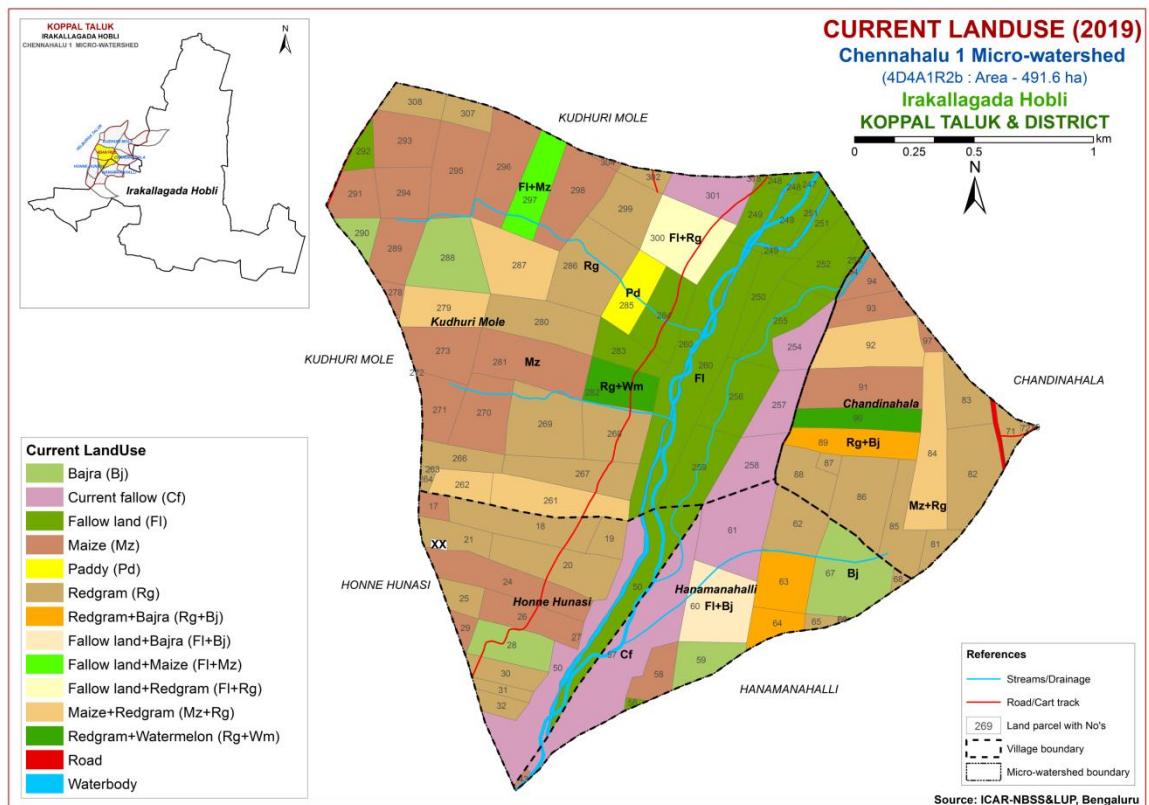 KOPPAL TALUK
IRAKALLAGADA HOBLI
CHENNAHALU 1 MICRO-WATERSHED
N
Irakallagada Hobli
CURRENT LANDUSE (2019)
Chennahalu 1 Micro-watershed
(4D4A1R2b : Area - 491.6 ha)
Irakallagada Hobli
KOPPAL TALUK & DISTRICT
km
0 0.25 0.5 1
N
KUDHURI MOLE
308
307
292
293
295
296
Fl+Mz
297
298
302
301
248
247
291
294
299
249
251
251
290
288
289
287
286
Rg
300
Fl+Rg
249
252
Pd
285
250
94
278
279
Kudhuri Mole
280
284
255
93
97
KUDHURI MOLE
273
281
Mz
283
260
260
Fl
254
92
CHANDINAHALA
Rg+Wm
282
91
Chandinahala
83
271
270
269
268
256
257
90
71
89
Rg+Bj
84
82
266
267
259
258
88
87
262
261
86
Mz+Rg
17
18
61
62
85
XX
21
19
81
20
HONNE HUNASI
24
50
Hanamanahalli
63
67
Bj
68
25
Honne Hunasi
60
Fl+Bj
26
29
27
64
65
28
Cf
59
30
50
58
31
32
HANAMANAHALLI
Current LandUse
Bajra (Bj)
Current fallow (Cf)
Fallow land (Fl)
Maize (Mz)
Paddy (Pd)
Redgram (Rg)
Redgram+Bajra (Rg+Bj)
Fallow land+Bajra (Fl+Bj)
Fallow land+Maize (Fl+Mz)
Fallow land+Redgram (Fl+Rg)
Maize+Redgram (Mz+Rg)
Redgram+Watermelon (Rg+Wm)
Road
Waterbody
References
Streams/Drainage
Road/Cart track
269 Land parcel with No's
Village boundary
Micro-watershed boundary
Source: ICAR-NBSS&LUP, Bengaluru